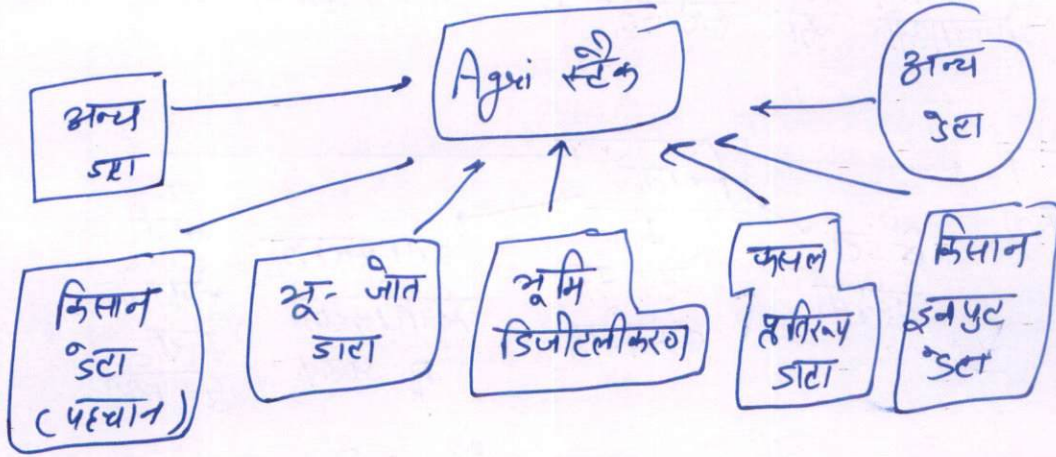 Agri स्टैक
अन्य
डाटा
अन्य
डेटा
किसान
डेटा
(पहचान)
भू-जोत
डाटा
भूमि
डिजीटलीकरण
फसल
प्रतिरूप
डाटा
किसान
इनपुट
डेटा